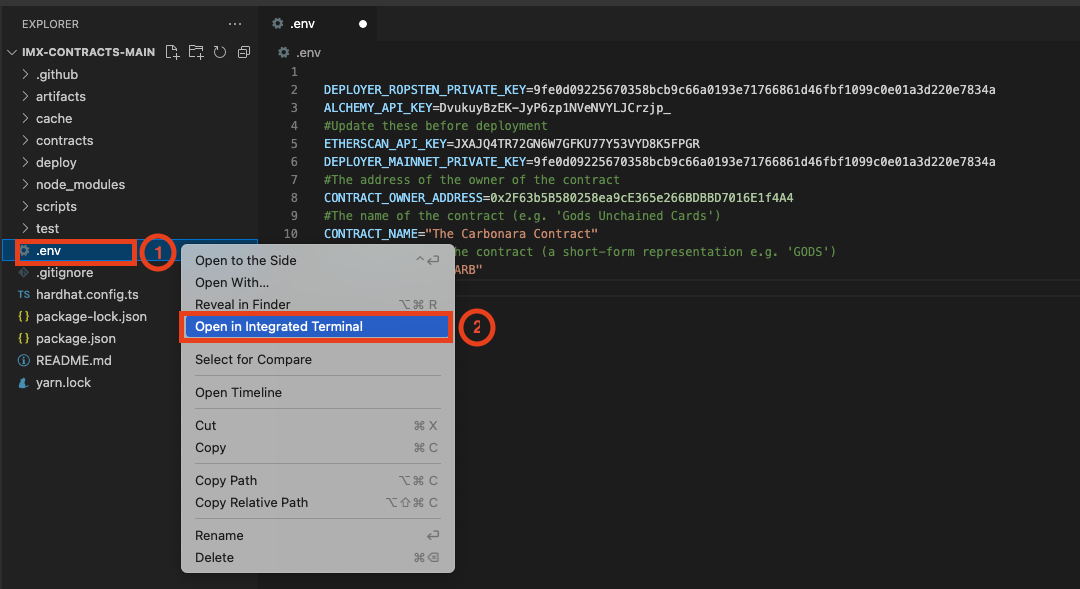 EXPLORER
IMX-CONTRACTS-MAIN
.github
artifacts
cache
contracts
deploy
node_modules
scripts
test
.env
.gitignore
TS hardhat.config.ts
{} package-lock.json
{} package.json
README.md
yarn.lock
1
Open to the Side
Open With...
Reveal in Finder ⌥⌘ R
Open in Integrated Terminal
2
Select for Compare
Open Timeline
Cut ⌘ X
Copy ⌘ C
Copy Path ⌥⌘ C
Copy Relative Path ⌥⇧⌘ C
Rename
Delete
.env
.env
1
2 DEPLOYER_ROPSTEN_PRIVATE_KEY=9fe0d09225670358bcb9c66a0193e71766861d46fbf1099c0e01a3d220e7834a
3 ALCHEMY_API_KEY=DvukuyBzEK-JyP6zp1NVeNVYLJCrzjp_
4 #Update these before deployment
5 ETHERSCAN_API_KEY=JXAJQ4TR72GN6W7GFKU77Y53VYD8K5FPGR
6 DEPLOYER_MAINNET_PRIVATE_KEY=9fe0d09225670358bcb9c66a0193e71766861d46fbf1099c0e01a3d220e7834a
7 #The address of the owner of the contract
8 CONTRACT_OWNER_ADDRESS=0x2F63b5B580258ea9cE365e266BDBBD7016E1f4A4
9 #The name of the contract (e.g. 'Gods Unchained Cards')
10 CONTRACT_NAME="The Carbonara Contract"
the contract (a short-form representation e.g. 'GODS')
ARB"